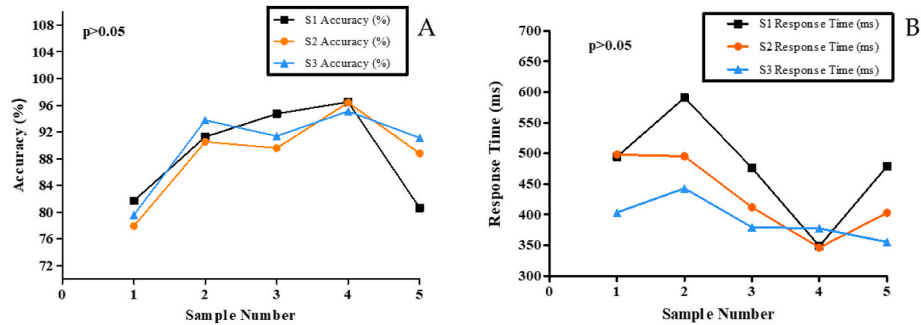 A
p>0.05
S1 Accuracy (%)
S2 Accuracy (%)
S3 Accuracy (%)
108
104
100
96
92
88
84
80
76
72
Accuracy (%)
0 1 2 3 4 5
Sample Number
B
p>0.05
S1 Response Time (ms)
S2 Response Time (ms)
S3 Response Time (ms)
700
650
600
550
500
450
400
350
300
Response Time (ms)
0 1 2 3 4 5
Sample Number